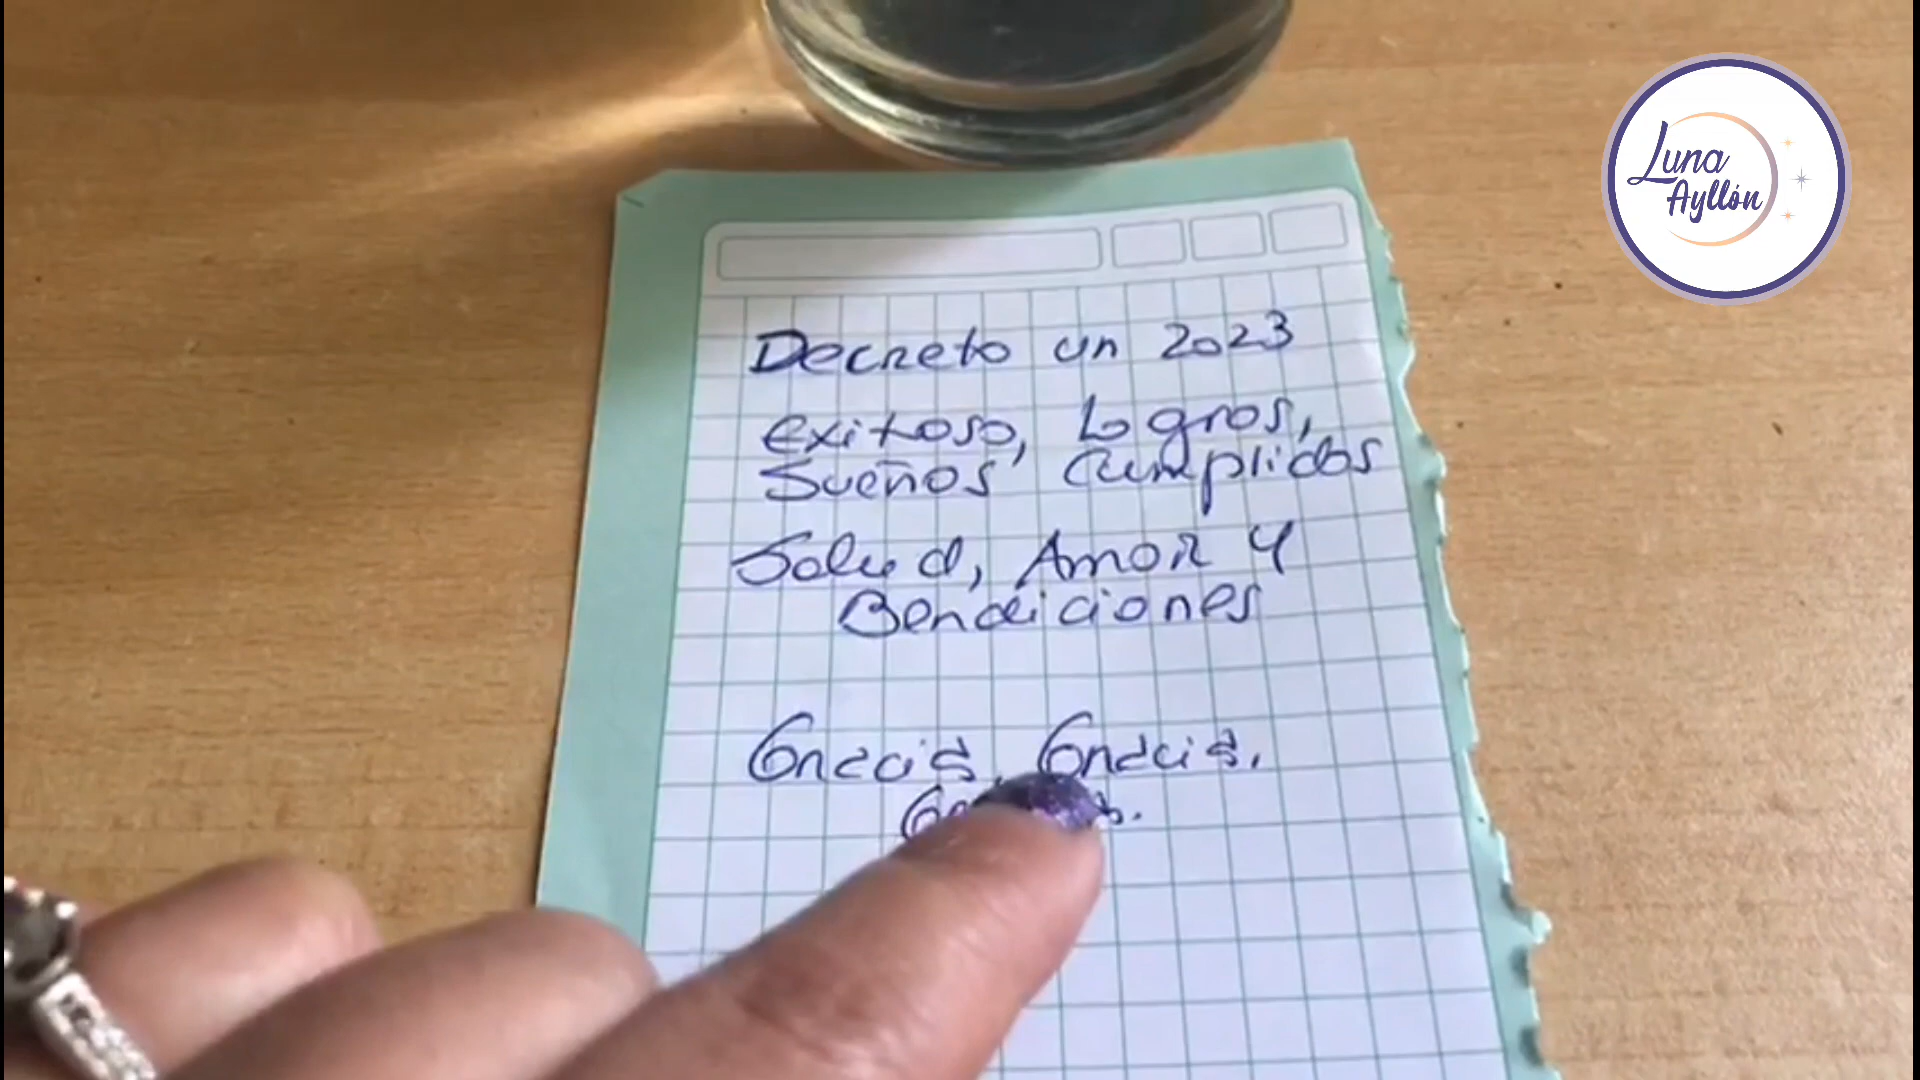 Luna
Ayllón
Decreto un 2023
exitoso, Logros,
Sueños Cumplidos
Salud, Amor y
Bendiciones
Gracias, Gracias.